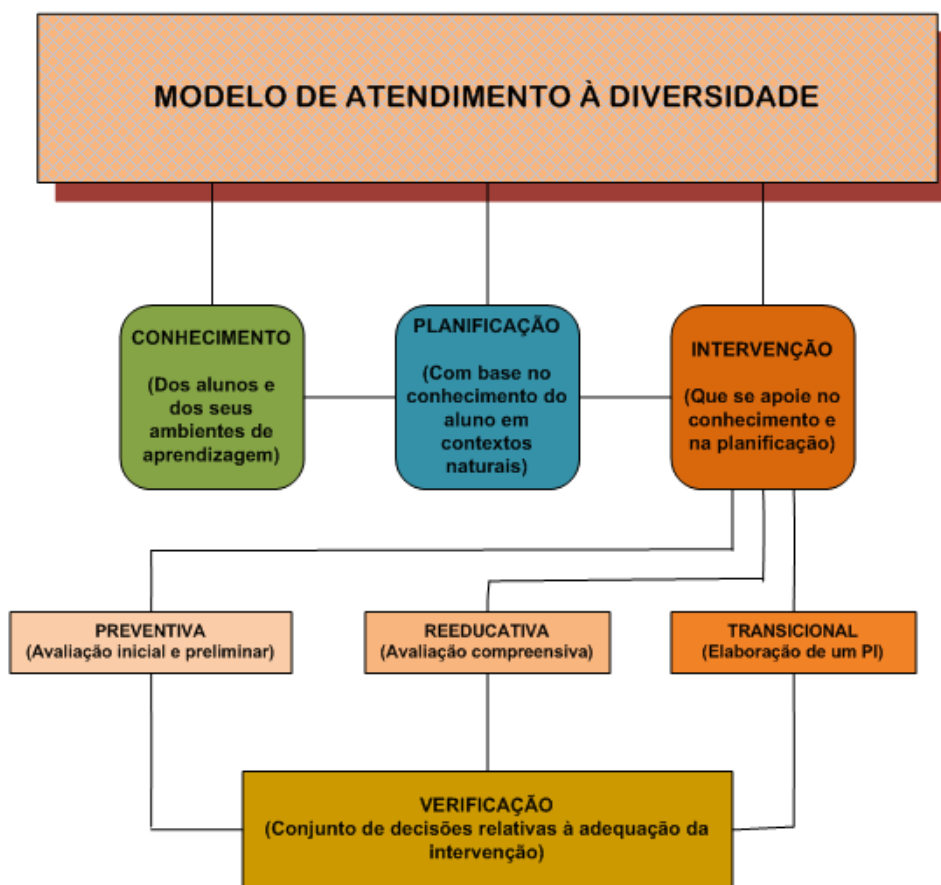 MODELO DE ATENDIMENTO À DIVERSIDADE
CONHECIMENTO
(Dos alunos e
dos seus
ambientes de
aprendizagem)
PLANIFICAÇÃO
(Com base no
conhecimento do
aluno em
contextos
naturais)
INTERVENÇÃO
(Que se apoie no
conhecimento e
na planificação)
PREVENTIVA
(Avaliação inicial e preliminar)
REEDUCATIVA
(Avaliação compreensiva)
TRANSICIONAL
(Elaboração de um PI)
VERIFICAÇÃO
(Conjunto de decisões relativas à adequação da
intervenção)